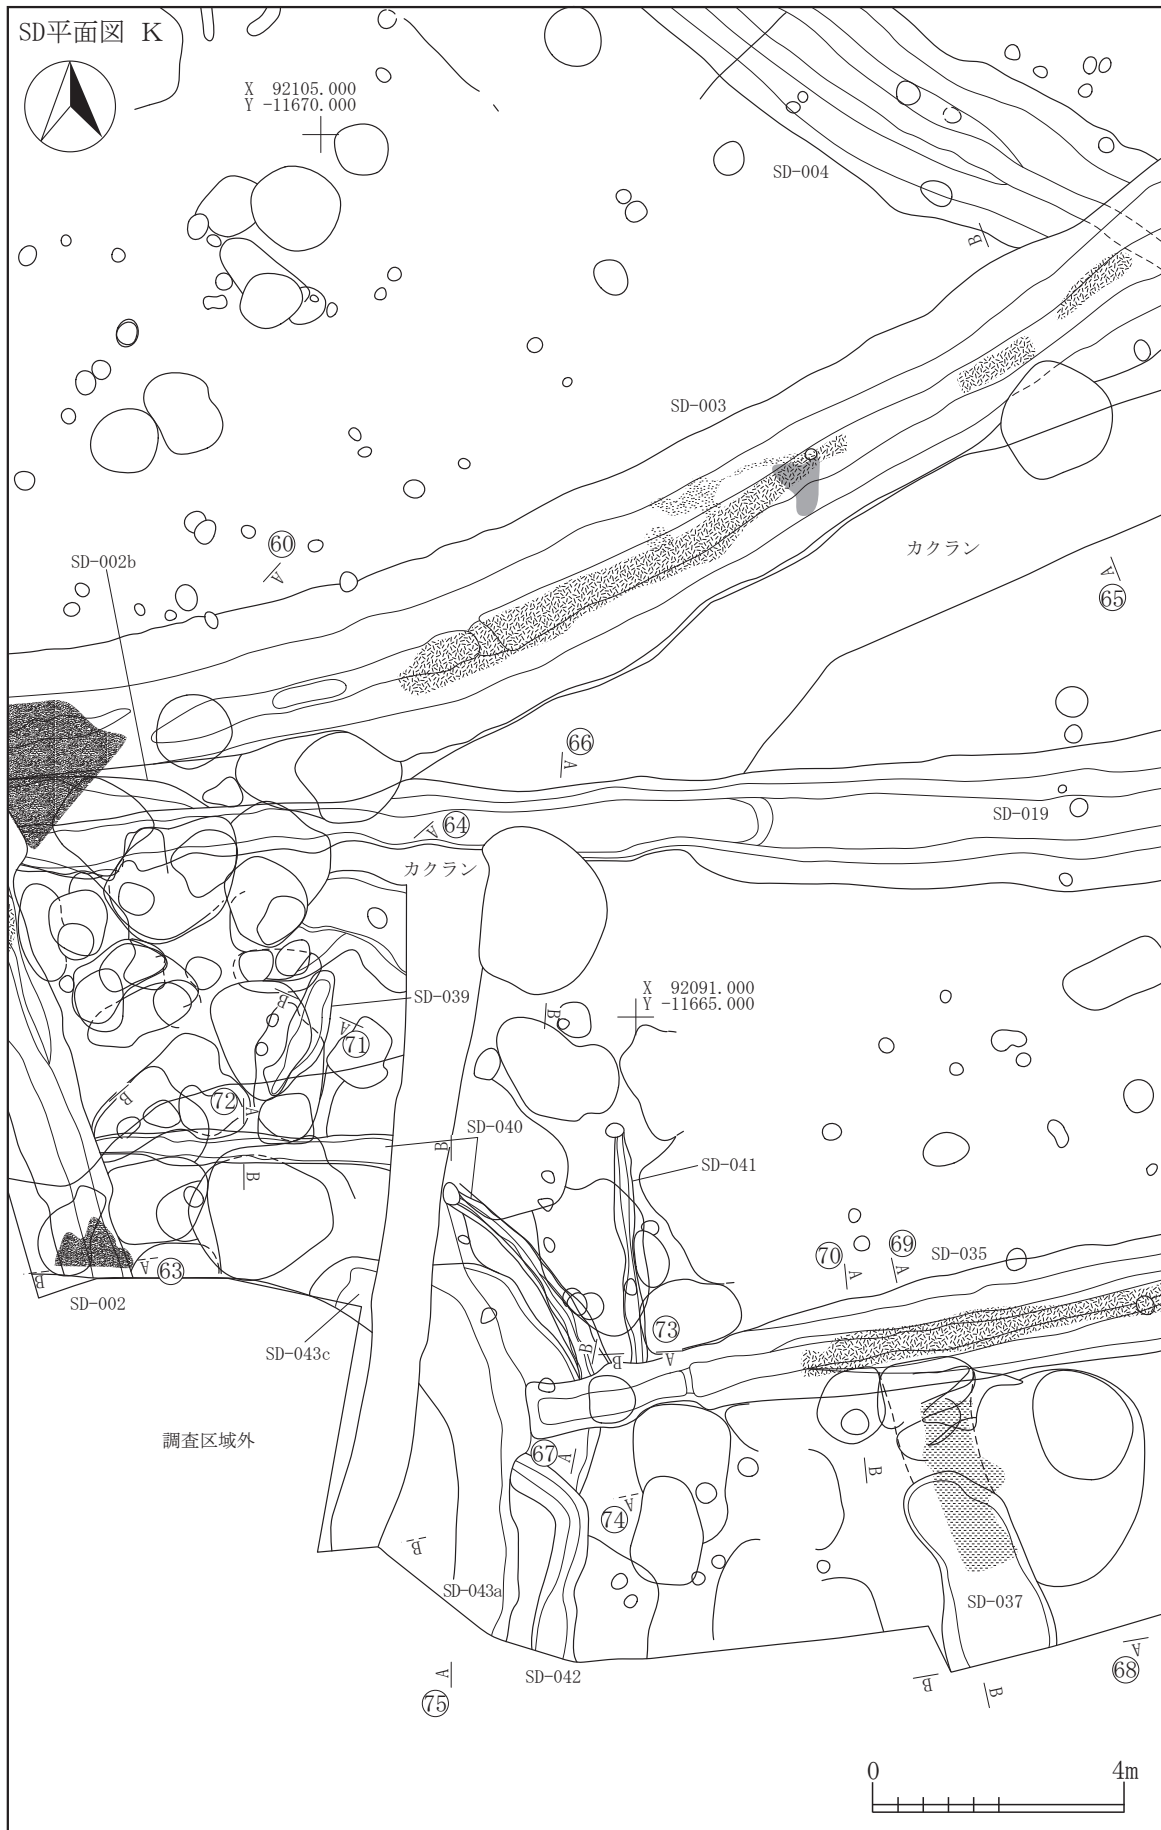 SD平面図 K
X 92105.000
Y -11670.000
SD-004
B
SD-003
60
A
SD-002b
カクラン
A
65
66
A
A 64
SD-019
カクラン
X 92091.000
Y -11665.000
B
SD-039
B
A
71
B
72
A
SD-040
B
SD-041
B
70
A
69
A
SD-035
B
A 63
SD-002
SD-043c
73
A
B
B
調査区域外
67
A
B
A
74
B
SD-043a
SD-037
A
68
A
75
SD-042
B
B
0 4m